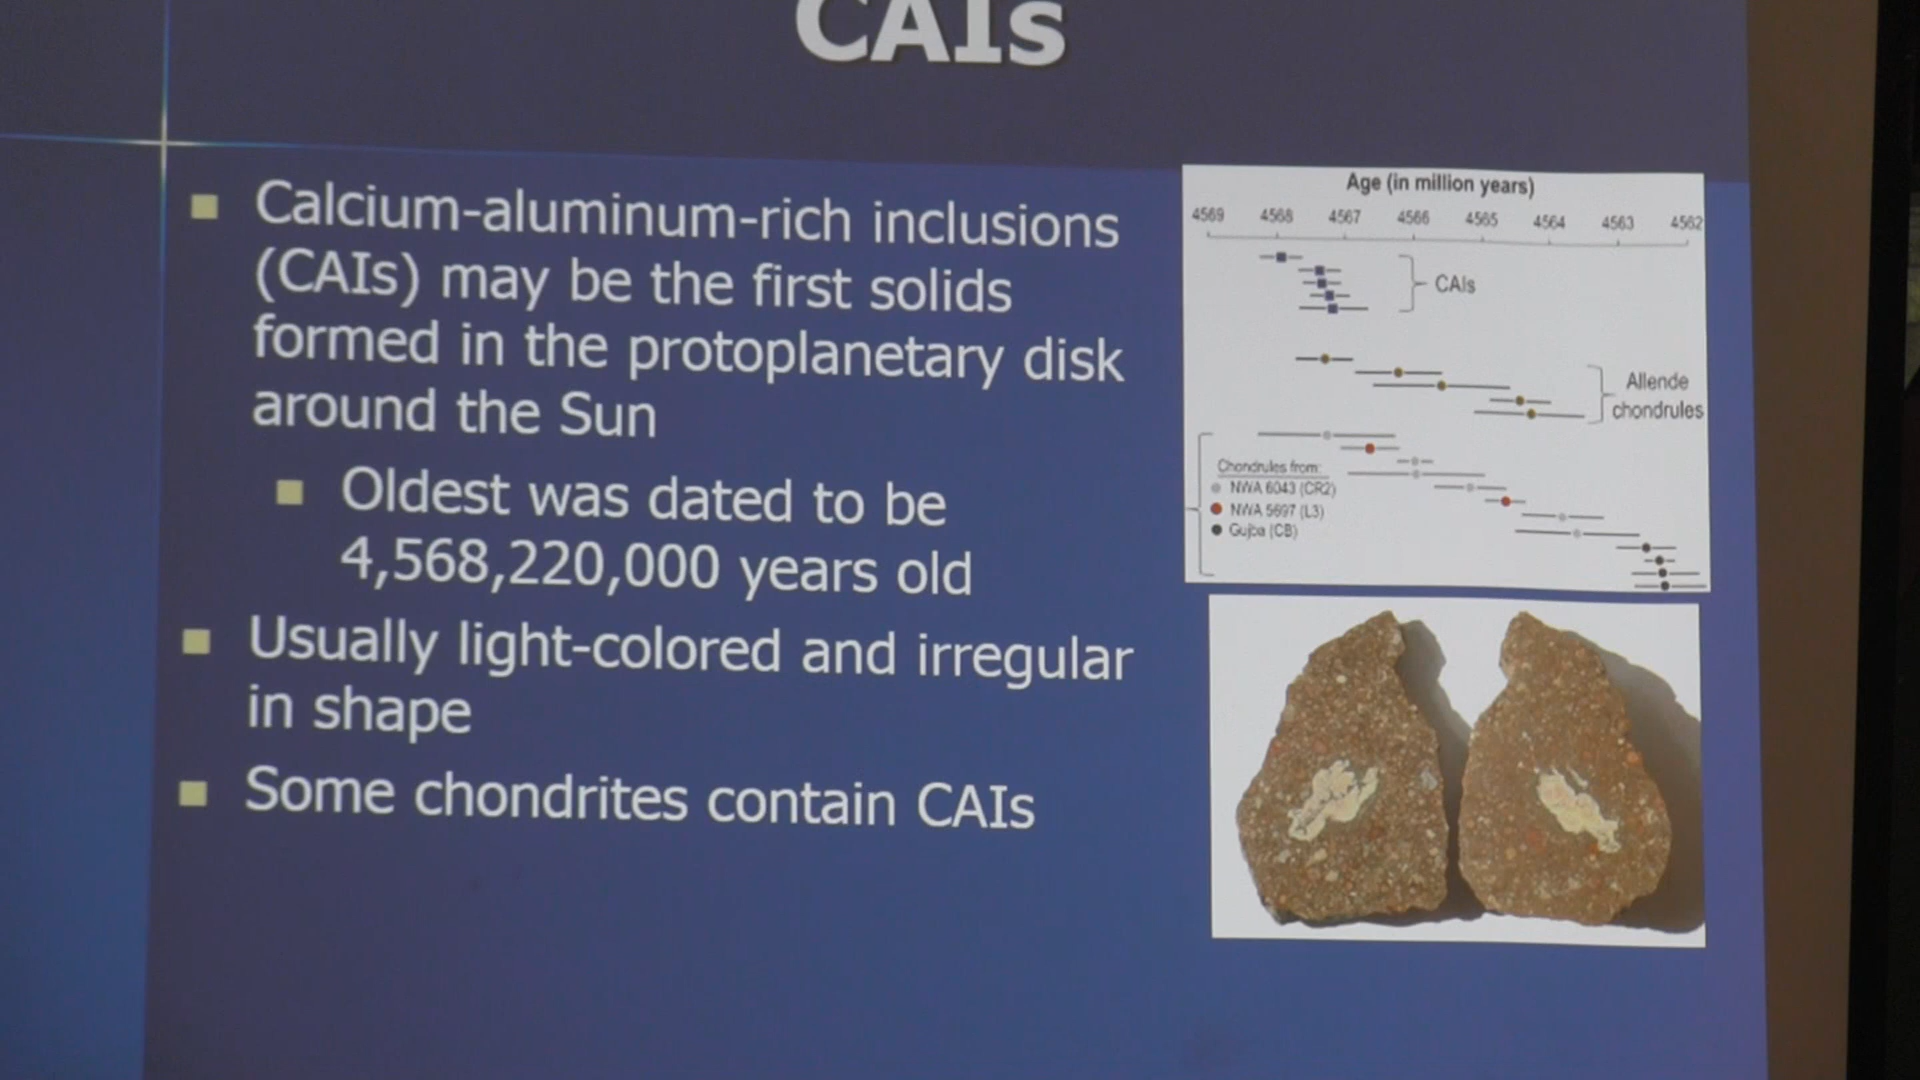 CAIs
Calcium-aluminum-rich inclusions
(CAIs) may be the first solids
formed in the protoplanetary disk
around the Sun
Oldest was dated to be
4,568,220,000 years old
Usually light-colored and irregular
in shape
Some chondrites contain CAIs
Age (in million years)
4569 4568 4567 4566 4565 4564 4563 4562
CAIs
Allende
chondrules
Chondrules from:
NWA 6043 (CR2)
NWA 5697 (L3)
Gujba (CB)